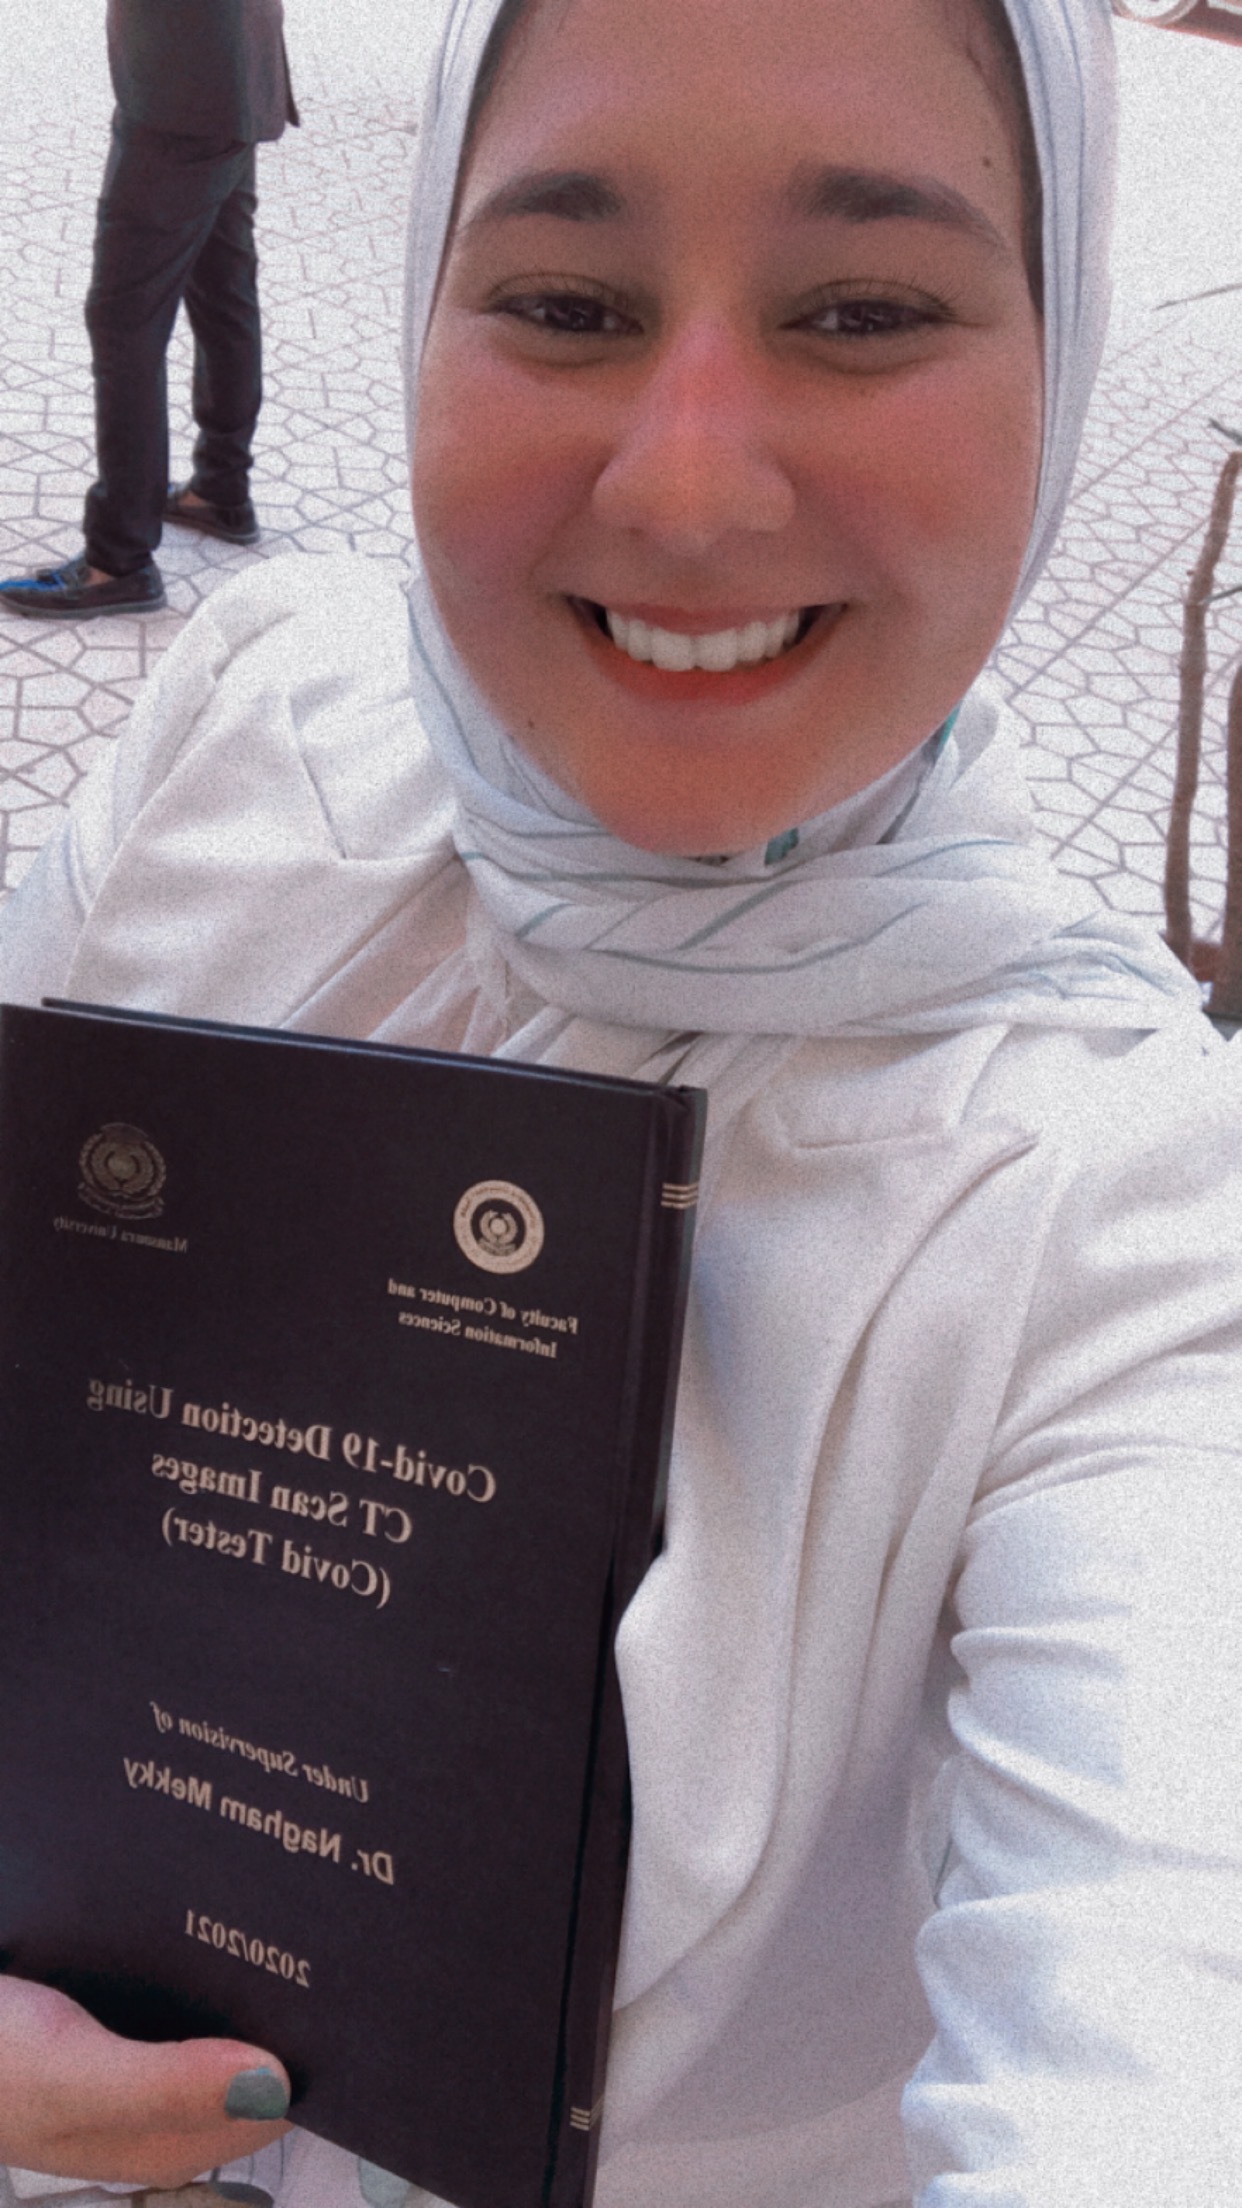 Mansoura University
Faculty of Computer and
Information Sciences
Covid-19 Detection Using
CT Scan Images
(Covid Tester)
Under Supervision of
Dr. Nagham Mekky
2020/2021